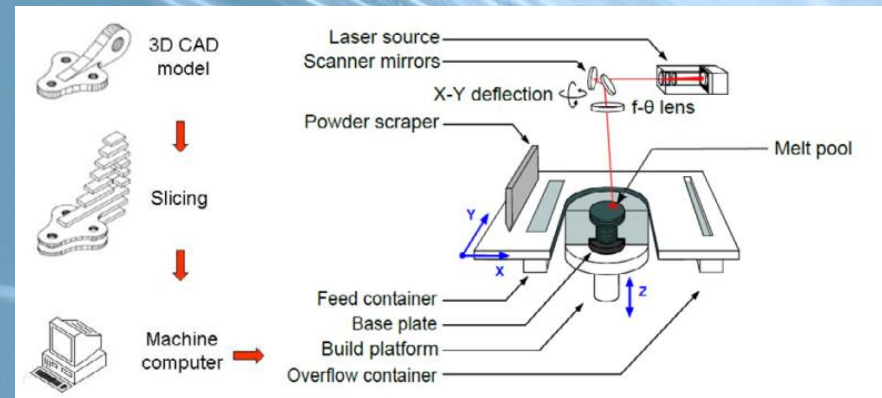 3D CAD
model
Slicing
Machine
computer
Laser source
Scanner mirrors
X-Y deflection
f-θ lens
Powder scraper
Melt pool
Y
X
Z
Feed container
Base plate
Build platform
Overflow container